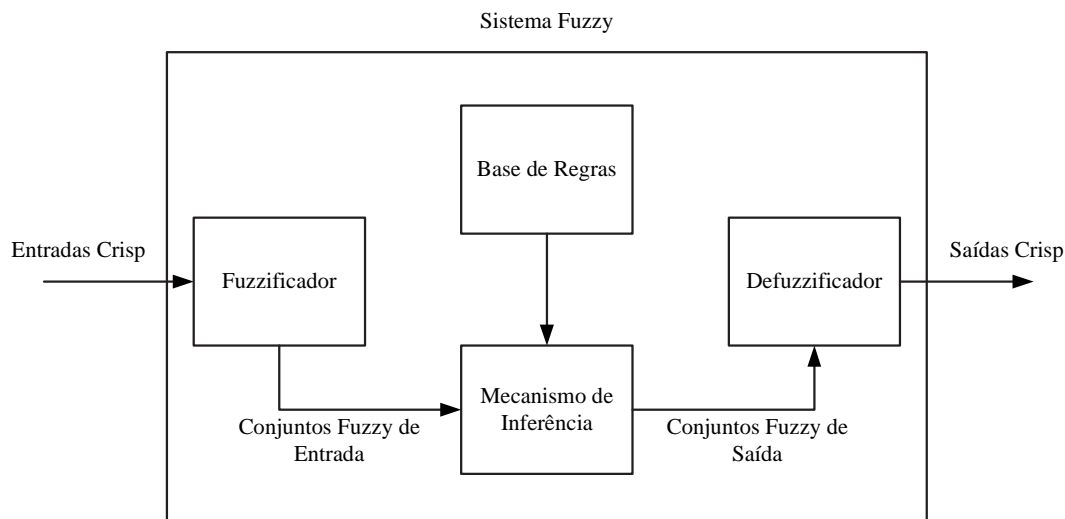 Sistema Fuzzy
Base de Regras
Entradas Crisp
Fuzzificador
Defuzzificador
Saídas Crisp
Mecanismo de
Inferência
Conjuntos Fuzzy de
Entrada
Conjuntos Fuzzy de
Saída